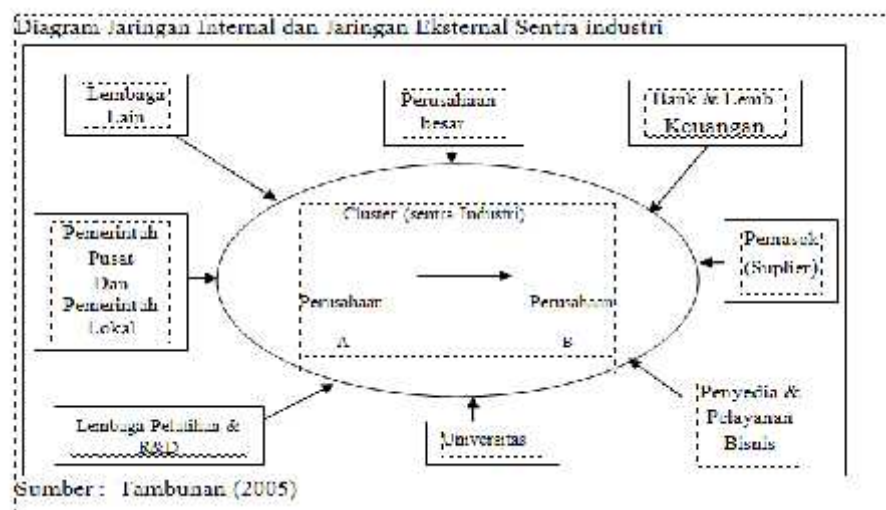 Diagram Jaringan Internal dan Jaringan Eksternal Sentra industri
Lembaga
Lain
Perusahaan
besar
Bank & Lemb
Keuangan
Cluster (sentra Industri)
Pemerintah
Pusat
Dan
Pemerintah
Lokal
Pemasok
(Suplier)
Perusahaan
A
Perusahaan
B
Lembaga Pelatihan &
R&D
Universitas
Penyedia &
Pelayanan
Bisnis
Sumber : Tambunan (2005)